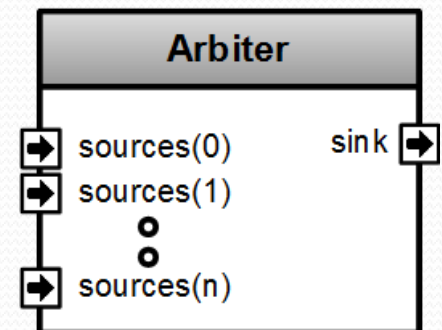 Arbiter
sources(0)
sink
sources(1)
sources(n)